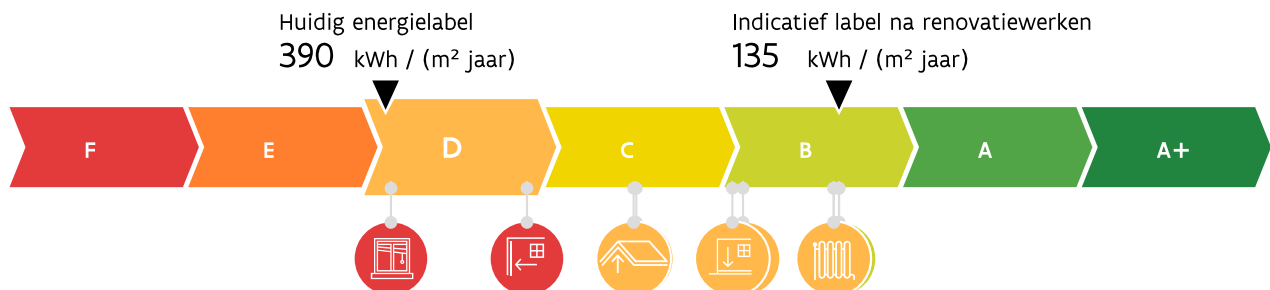 Huidig energielabel
390 kWh / (m² jaar)
Indicatief label na renovatiewerken
135 kWh / (m² jaar)
F E D C B A A+